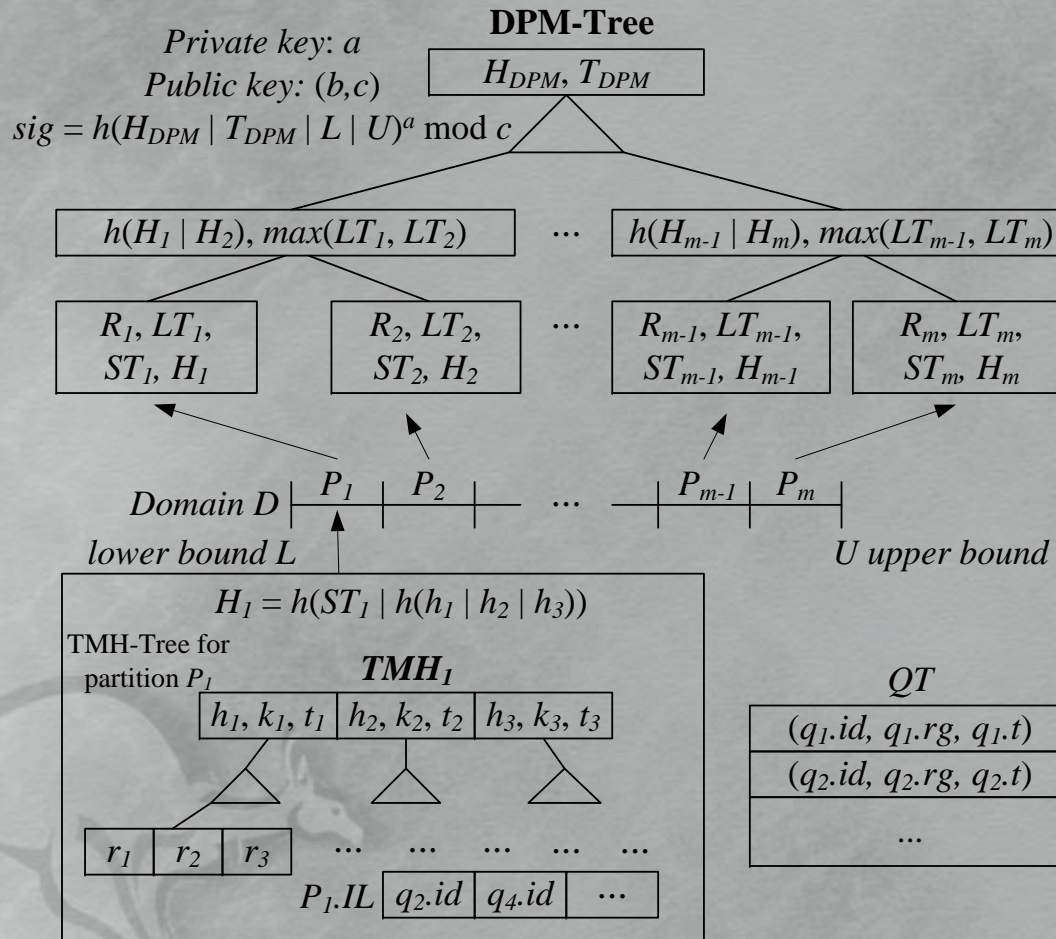 DPM-Tree
Private key: a
Public key: (b,c)
sig = h(H_DPM | T_DPM | L | U)^a mod c
H_DPM, T_DPM
h(H_1 | H_2), max(LT_1, LT_2) ... h(H_m-1 | H_m), max(LT_m-1, LT_m)
R_1, LT_1, R_2, LT_2, ... R_m-1, LT_m-1, R_m, LT_m,
ST_1, H_1 ST_2, H_2 ST_m-1, H_m-1 ST_m, H_m
P_1 P_2 ... P_m-1 P_m
Domain D
lower bound L U upper bound
H_1 = h(ST_1 | h(h_1 | h_2 | h_3))
TMH-Tree for
partition P_1
TMH_1
h_1, k_1, t_1 h_2, k_2, t_2 h_3, k_3, t_3
r_1 r_2 r_3 ... ... ... ... ...
P_1.IL q_2.id q_4.id ...
QT
(q_1.id, q_1.rg, q_1.t)
(q_2.id, q_2.rg, q_2.t)
...